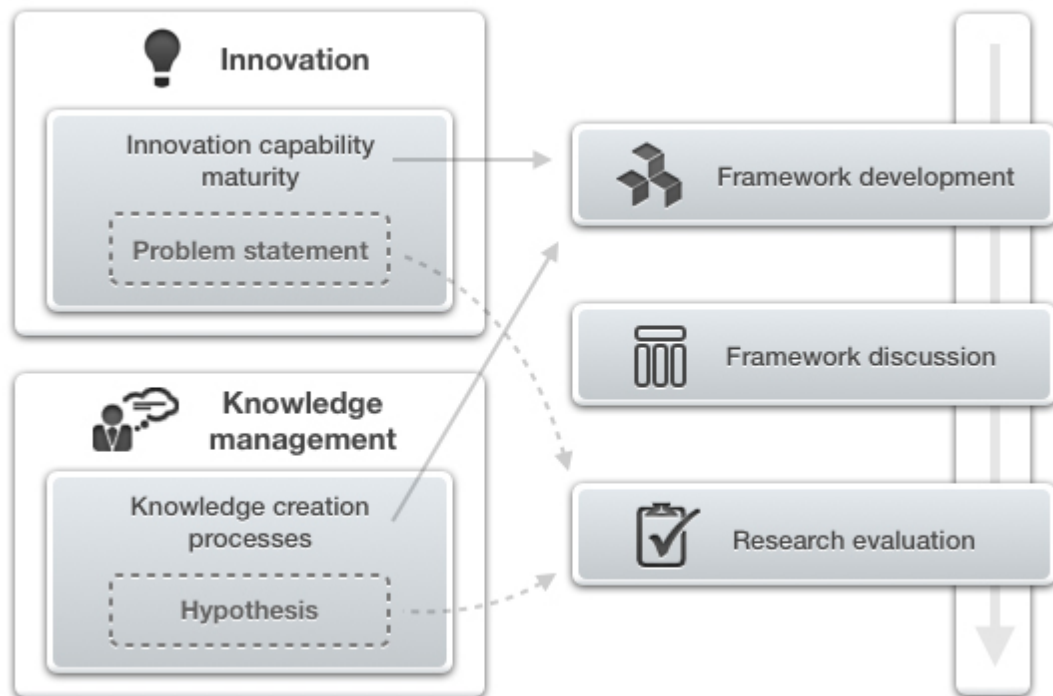 Innovation
Innovation capability
maturity
Problem statement
Knowledge
management
Knowledge creation
processes
Hypothesis
Framework development
Framework discussion
Research evaluation